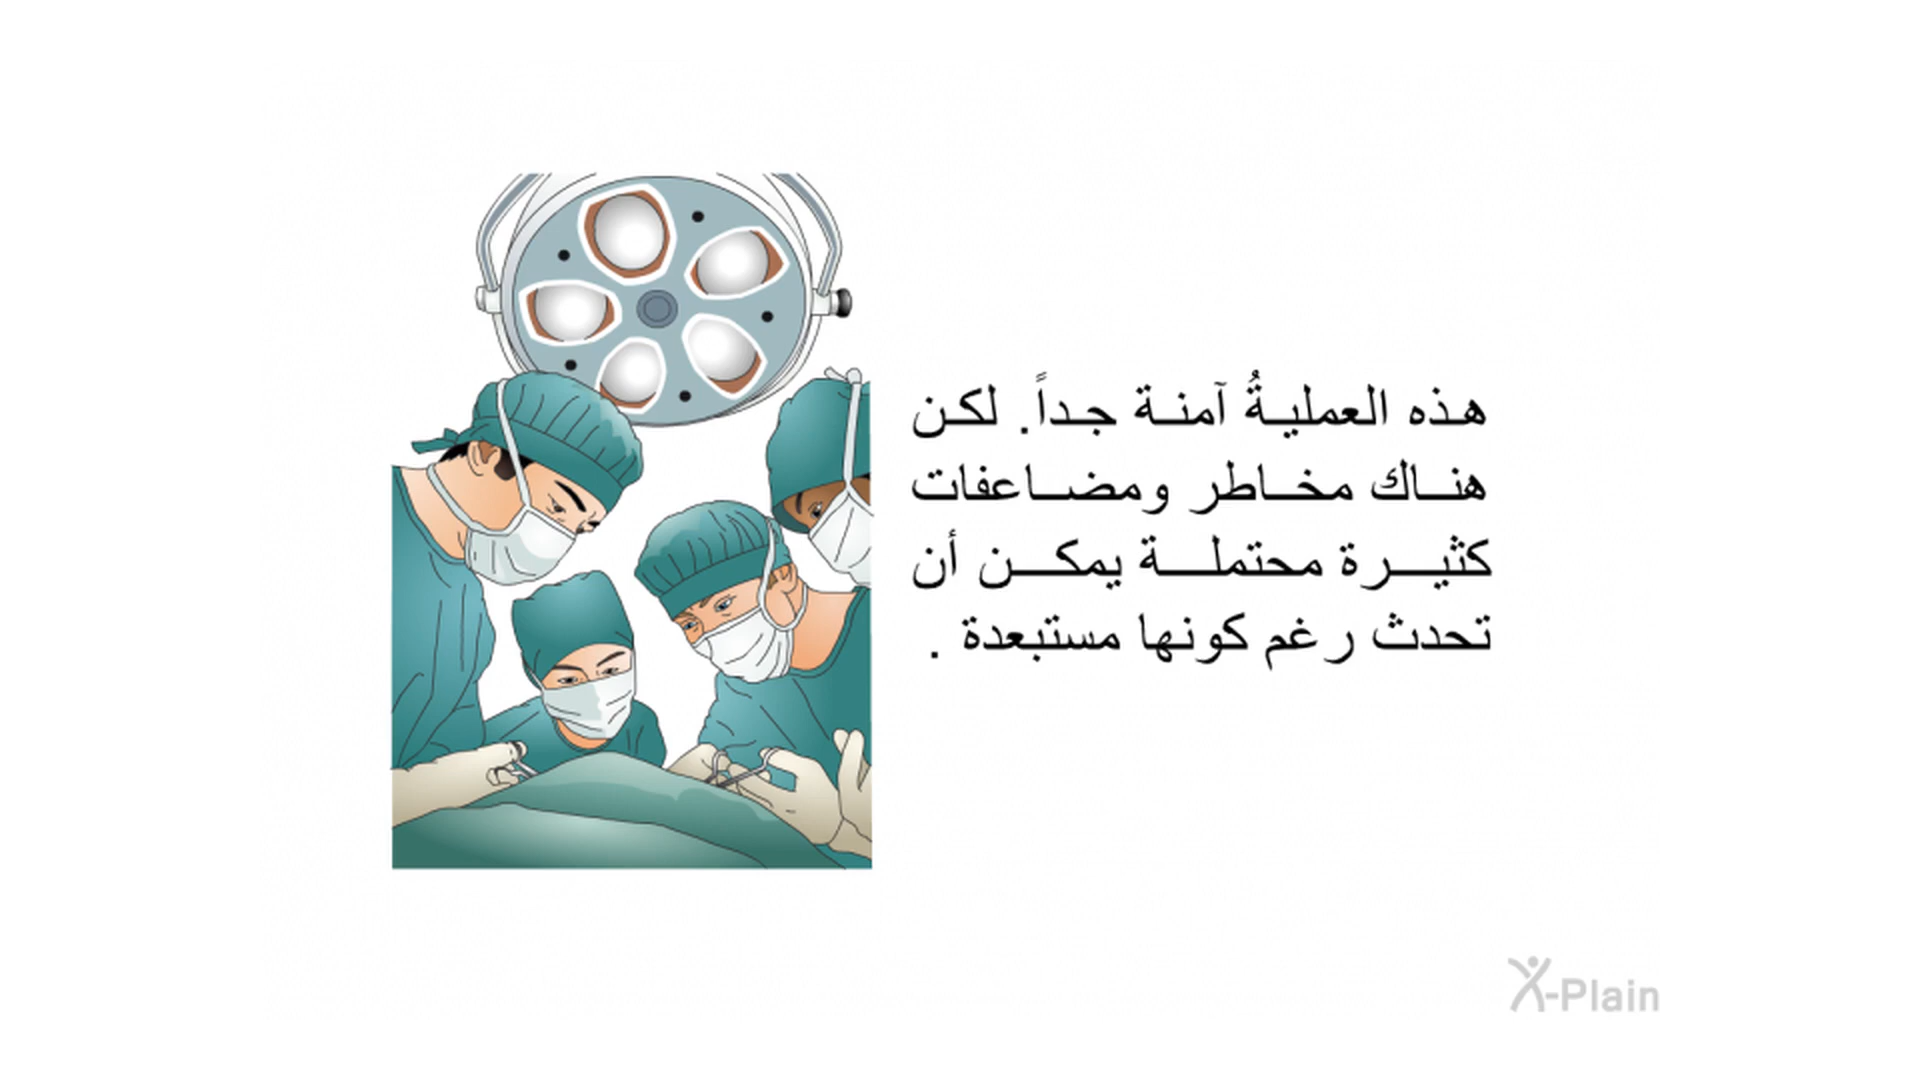 هذه العمليةُ آمنة جداً. لكن
هناك مخاطر ومضاعفات
كثيرة محتملة يمكن أن
تحدث رغم كونها مستبعدة .
X-Plain